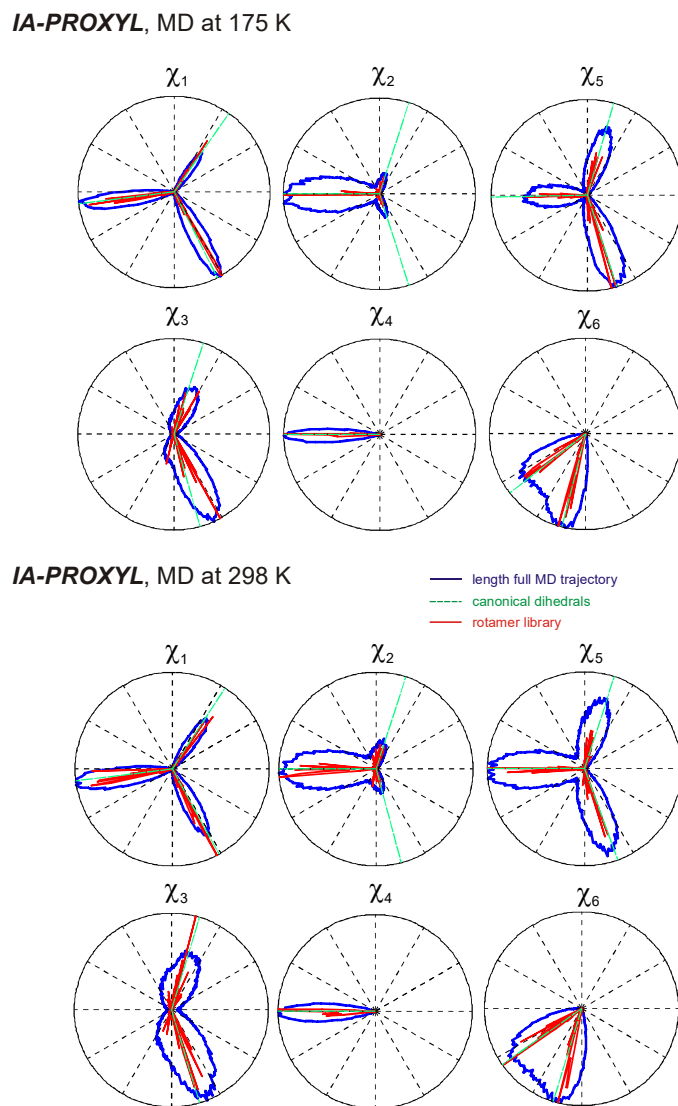 IA-PROXYL, MD at 175 K
χ1 χ2 χ5
χ3 χ4 χ6
IA-PROXYL, MD at 298 K
length full MD trajectory
canonical dihedrals
rotamer library
χ1 χ2 χ5
χ3 χ4 χ6